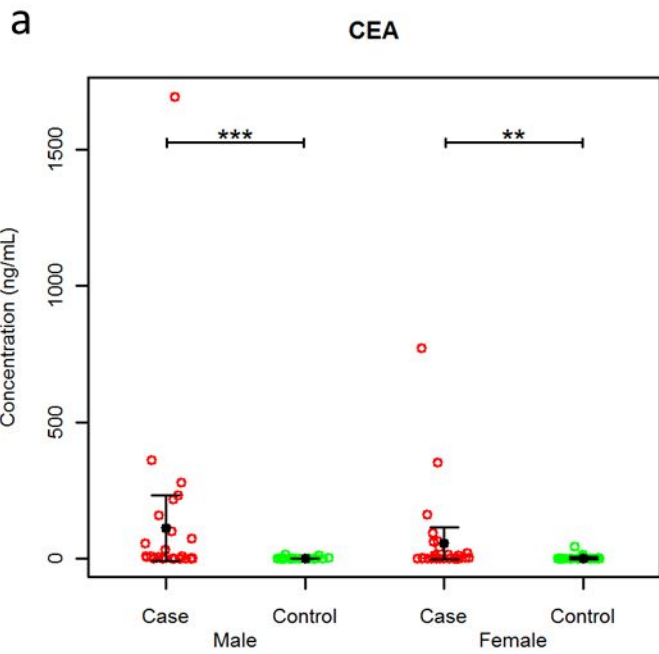 a
CEA
Concentration (ng/mL)
1500
1000
500
0
***
**
Case Control Case Control
Male Female